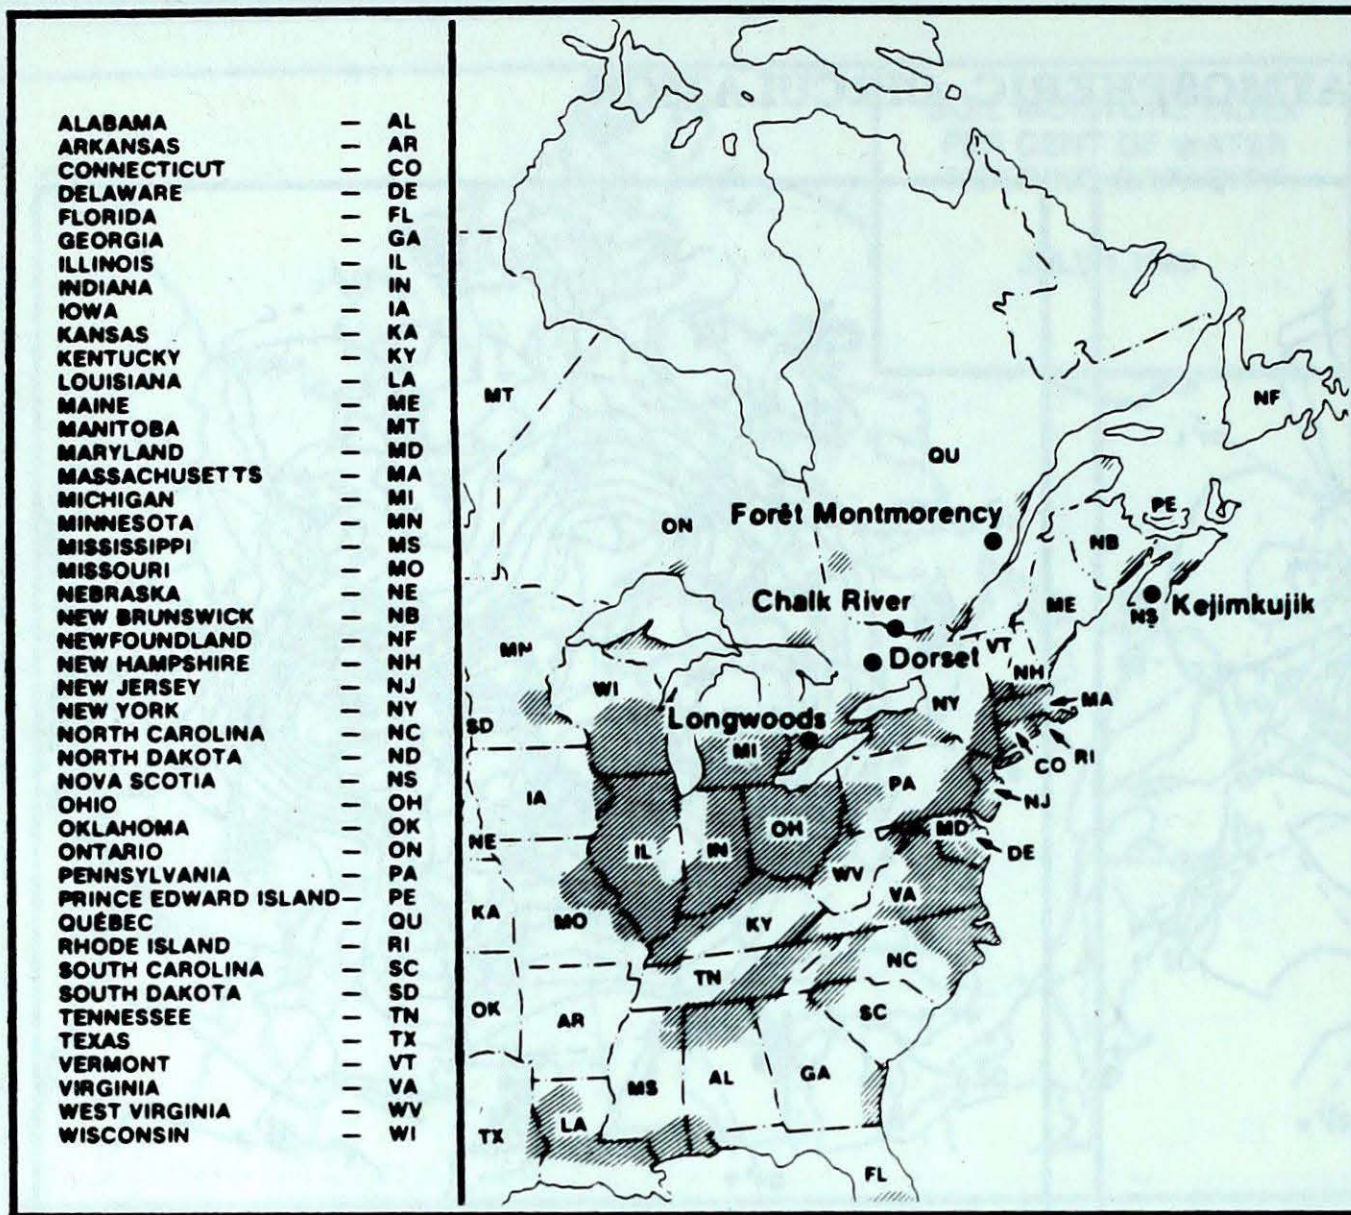 ALABAMA — AL
ARKANSAS — AR
CONNECTICUT — CO
DELAWARE — DE
FLORIDA — FL
GEORGIA — GA
ILLINOIS — IL
INDIANA — IN
IOWA — IA
KANSAS — KA
KENTUCKY — KY
LOUISIANA — LA
MAINE — ME
MANITOBA — MT
MARYLAND — MD
MASSACHUSETTS — MA
MICHIGAN — MI
MINNESOTA — MN
MISSISSIPPI — MS
MISSOURI — MO
NEBRASKA — NE
NEW BRUNSWICK — NB
NEWFOUNDLAND — NF
NEW HAMPSHIRE — NH
NEW JERSEY — NJ
NEW YORK — NY
NORTH CAROLINA — NC
NORTH DAKOTA — ND
NOVA SCOTIA — NS
OHIO — OH
OKLAHOMA — OK
ONTARIO — ON
PENNSYLVANIA — PA
PRINCE EDWARD ISLAND — PE
QUÉBEC — QU
RHODE ISLAND — RI
SOUTH CAROLINA — SC
SOUTH DAKOTA — SD
TENNESSEE — TN
TEXAS — TX
VERMONT — VT
VIRGINIA — VA
WEST VIRGINIA — WV
WISCONSIN — WI
MT
NF
QU
PE
Forêt Montmorency
ON
NB
Chalk River
ME
NS
Kejimkujik
MN
Dorset
VT
NH
WI
NY
MA
Longwoods
SD
MI
CO
RI
IA
PA
NJ
NE
IL
IN
OH
MD
DE
WV
KA
MO
KY
VA
TN
NC
OK
AR
SC
MS
AL
GA
TX
LA
FL